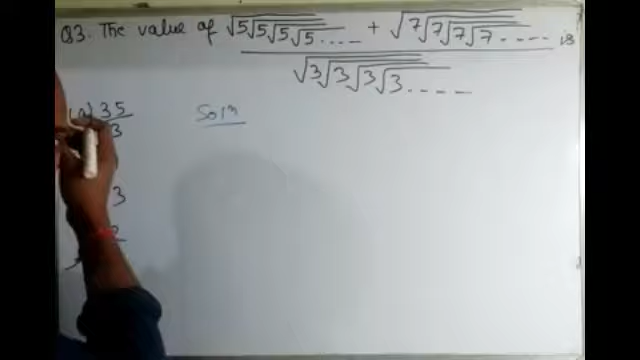 Q3. The value of √5√5√5√5.... + √7√7√7√7..... is
√3√3√3√3.....
(a) 35
3
Soln
3
2